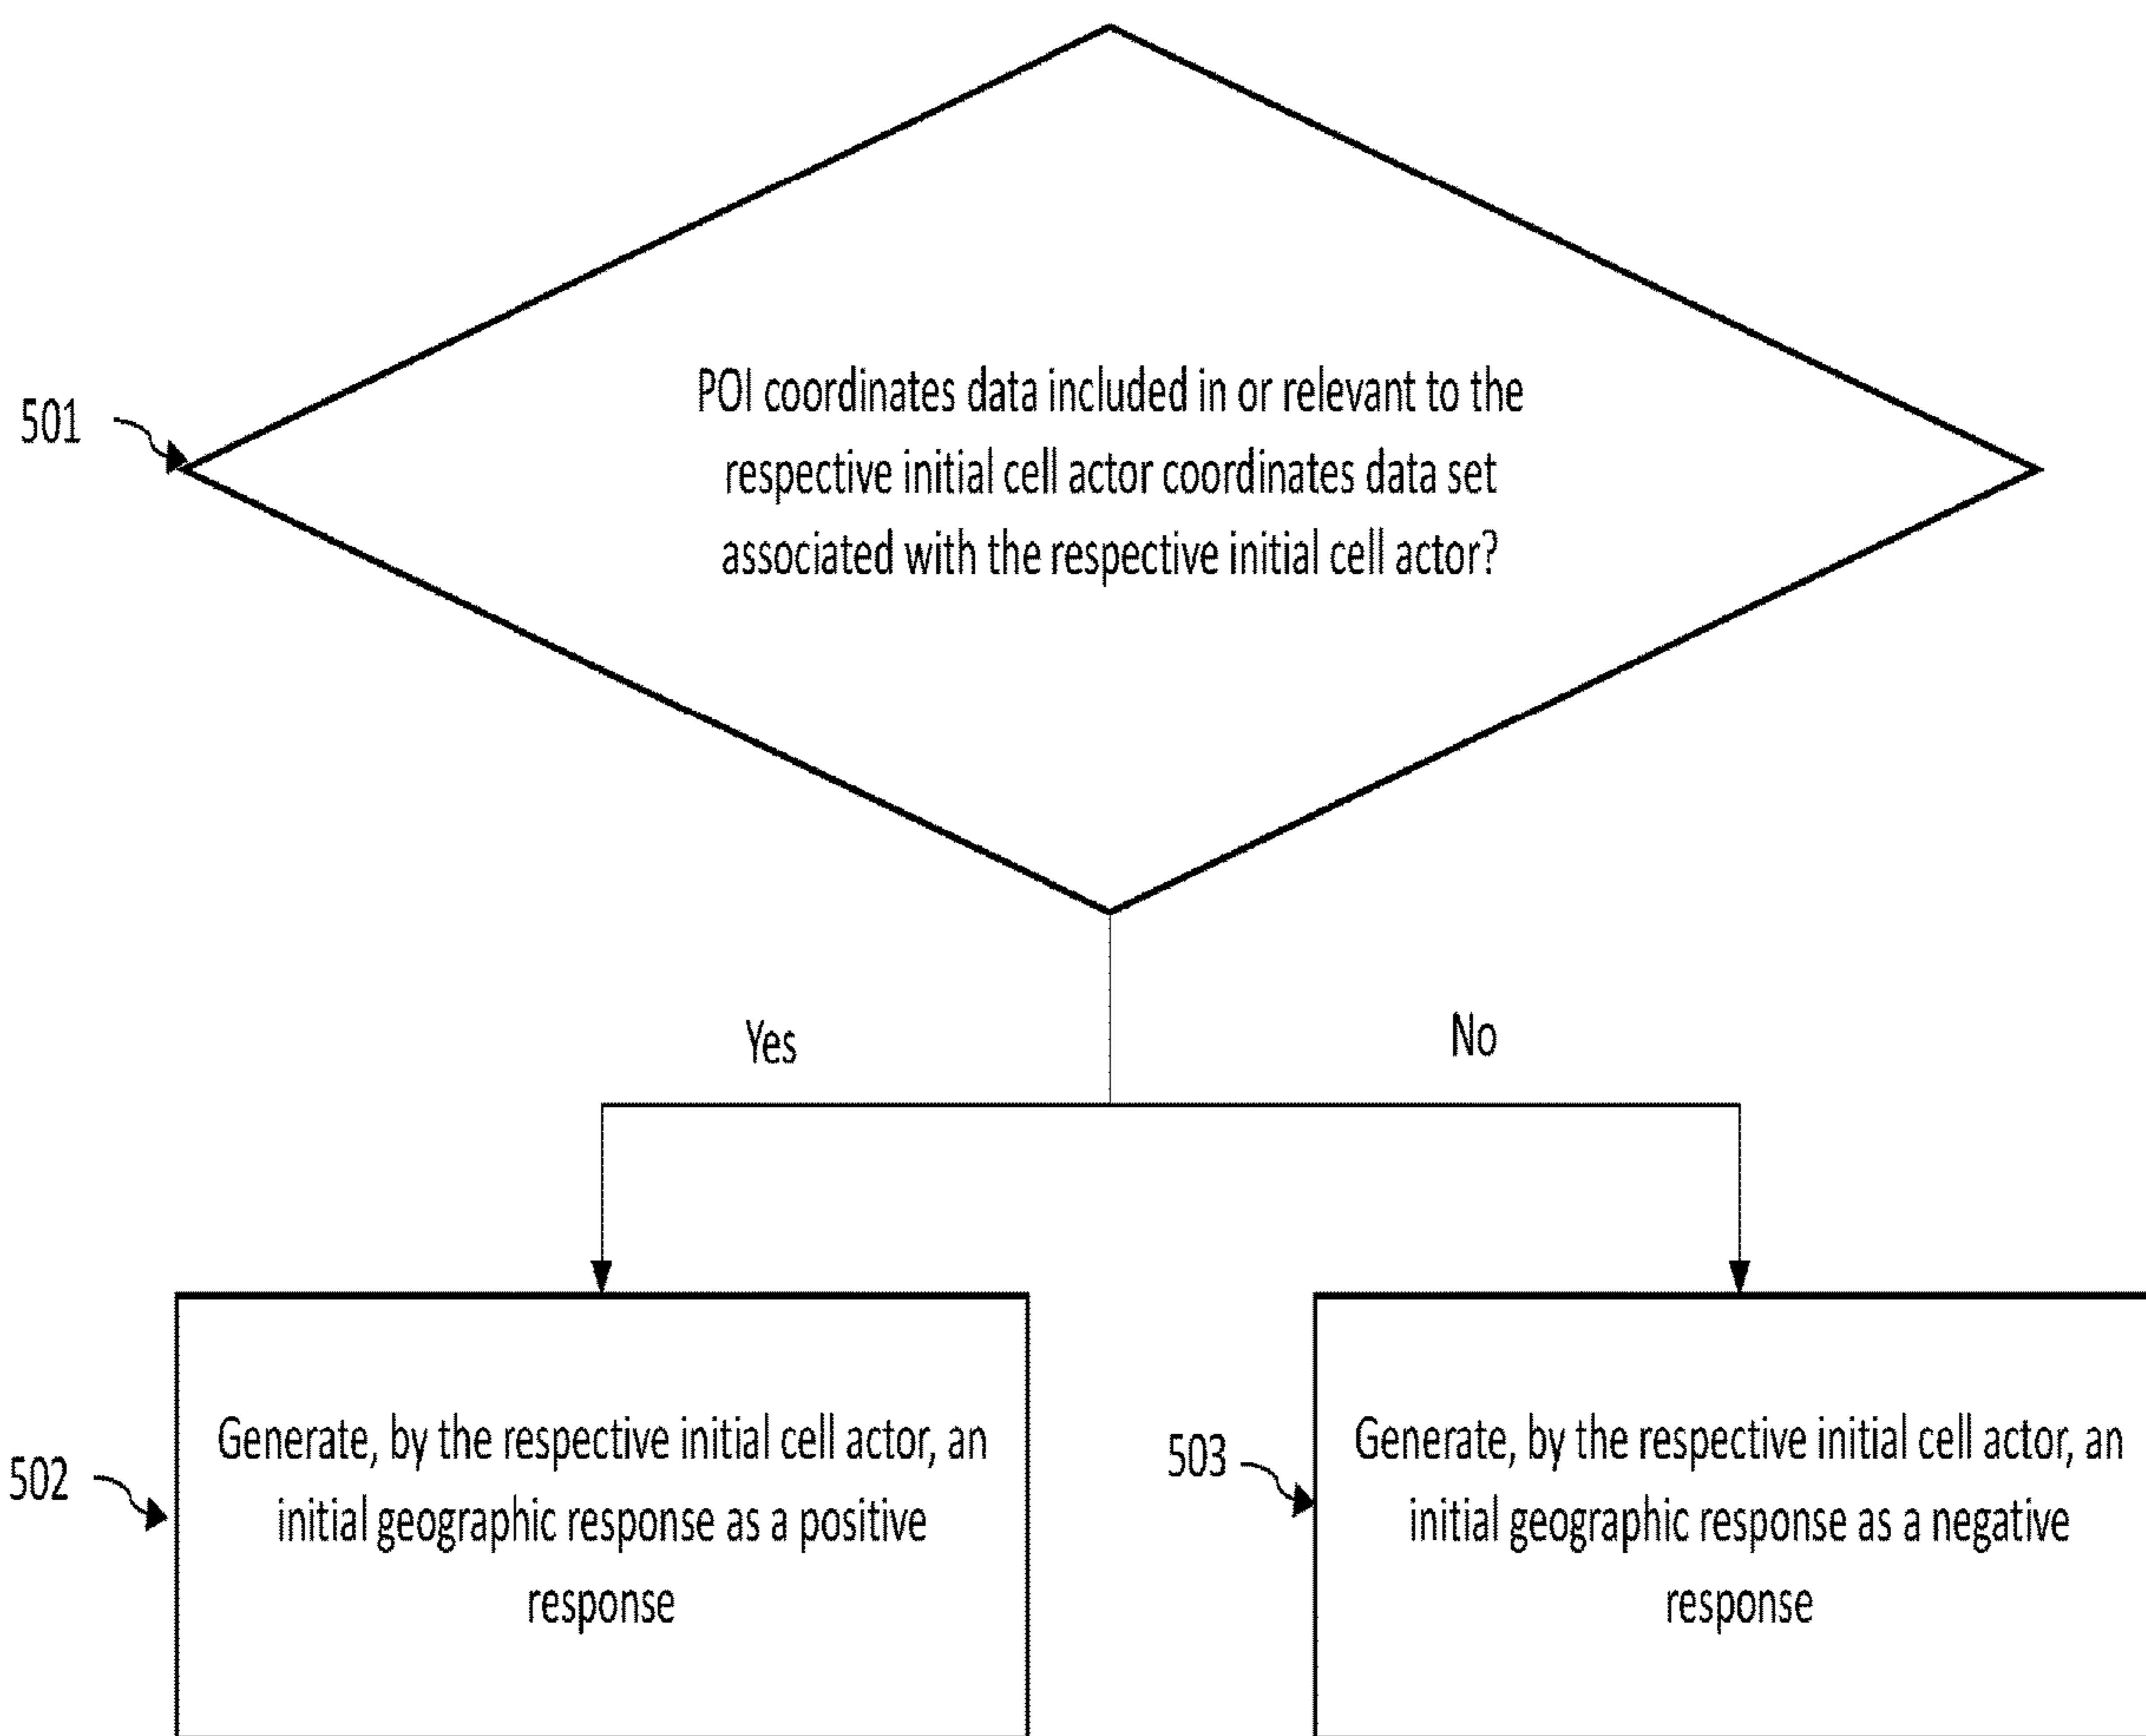 POI coordinates data included in or relevant to the
respective initial cell actor coordinates data set
associated with the respective initial cell actor?
501
Yes
No
Generate, by the respective initial cell actor, an
initial geographic response as a positive
response
502
Generate, by the respective initial cell actor, an
initial geographic response as a negative
response
503